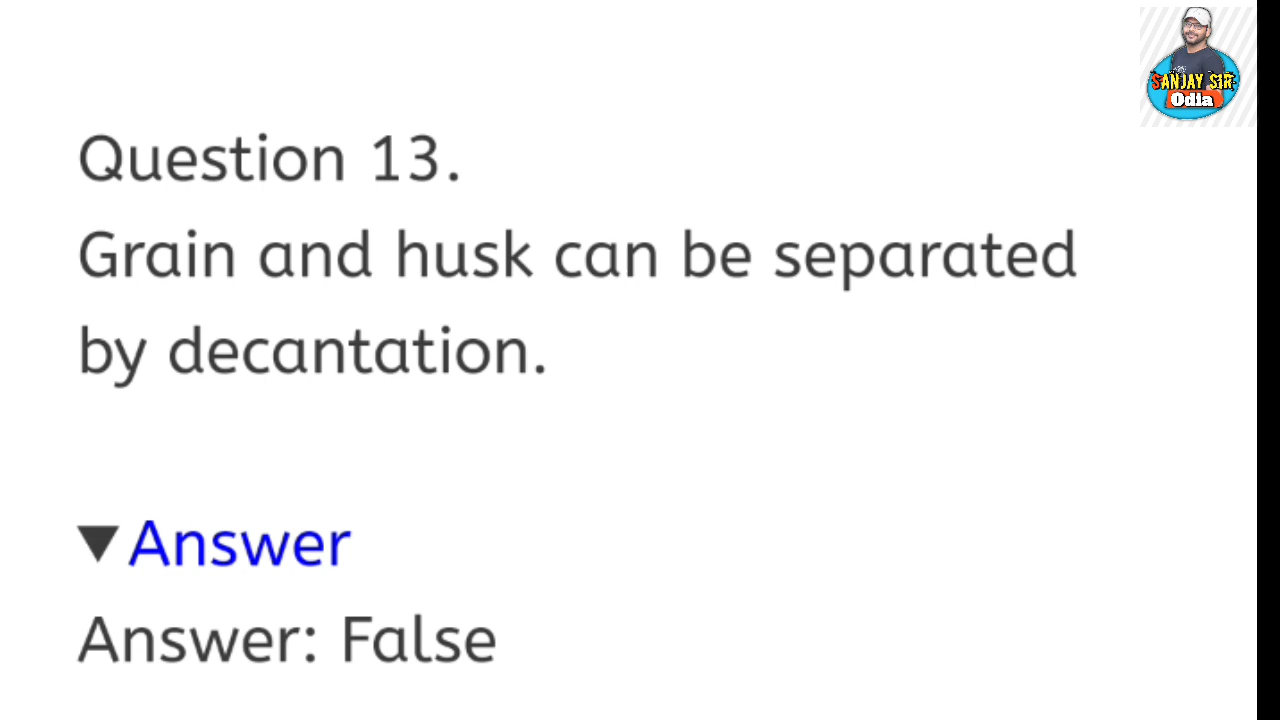 SANJAY SIR
Odia
Question 13.
Grain and husk can be separated
by decantation.
▼Answer
Answer: False